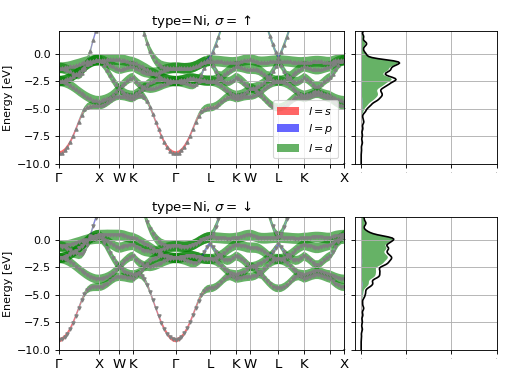 type=Ni, σ = ↑
Energy [eV]
0.0
−2.5
−5.0
−7.5
−10.0
l = s
l = p
l = d
Γ X W K Γ L K W L K X
type=Ni, σ = ↓
Energy [eV]
0.0
−2.5
−5.0
−7.5
−10.0
Γ X W K Γ L K W L K X